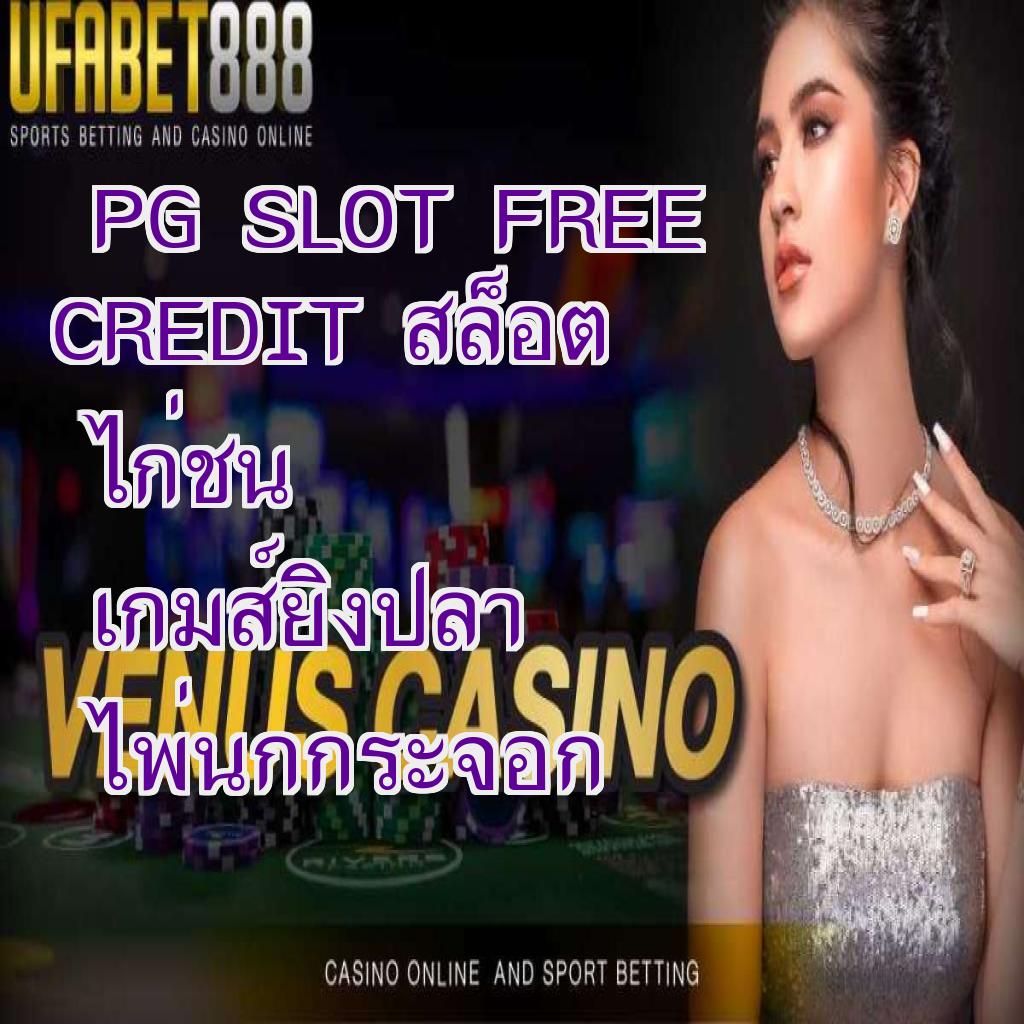 UFABET888
SPORTS BETTING AND CASINO ONLINE
PG SLOT FREE
CREDIT สล็อต
ไก่ชน
เกมส์ยิงปลา
VENUS CASINO
ไพ่นกกระจอก
CASINO ONLINE AND SPORT BETTING